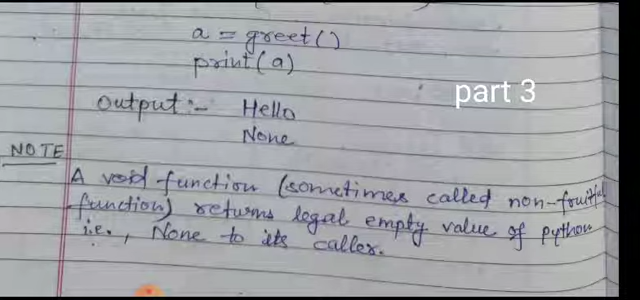 a = greet()
print(a)
part 3
Output:- Hello
None
NOTE
A void function (sometimes called non-fruitful
function) returns legal empty value of python
i.e., None to its caller.